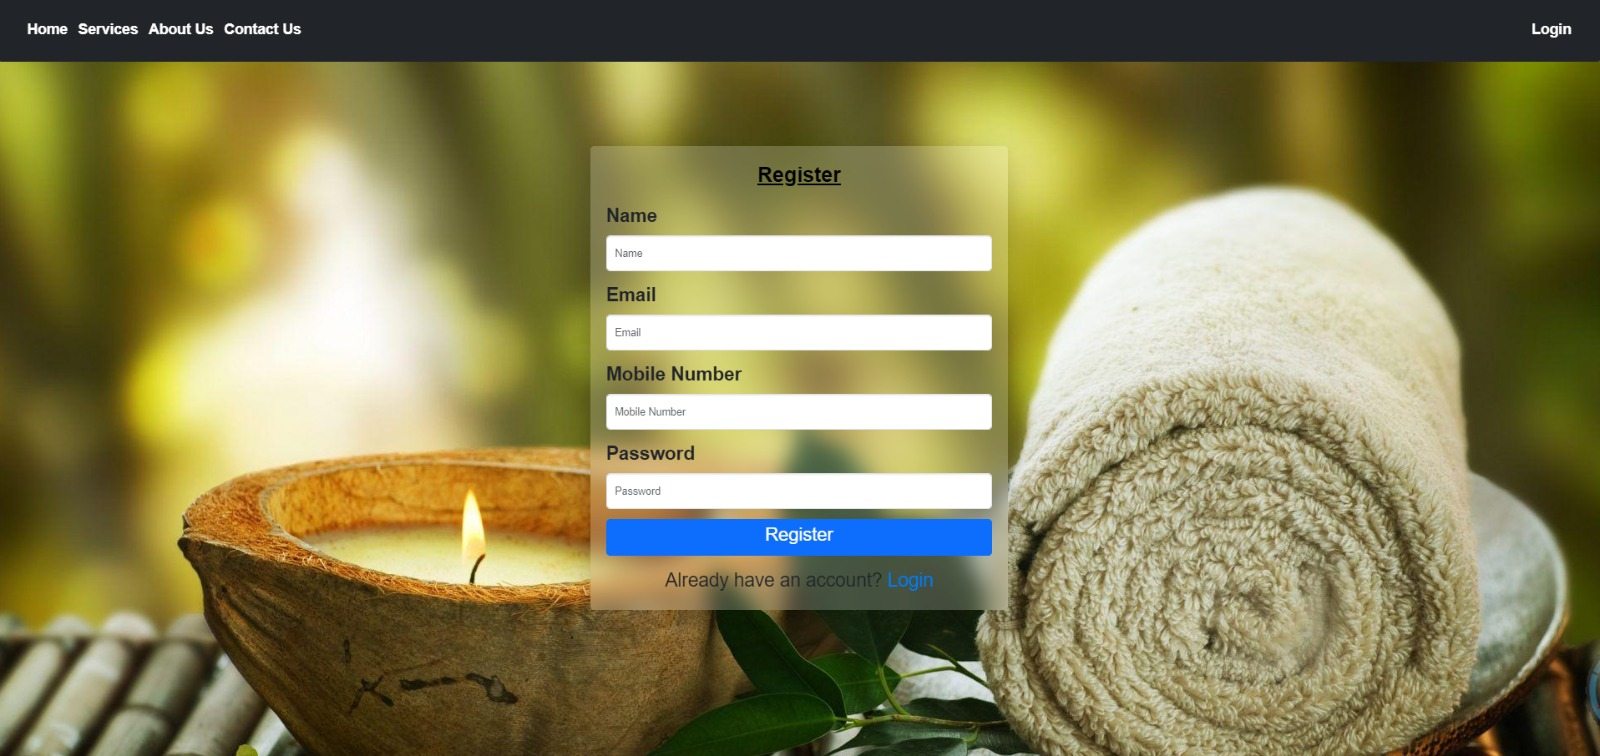 Home Services About Us Contact Us Login
Register
Name
Name
Email
Email
Mobile Number
Mobile Number
Password
Password
Register
Already have an account? Login